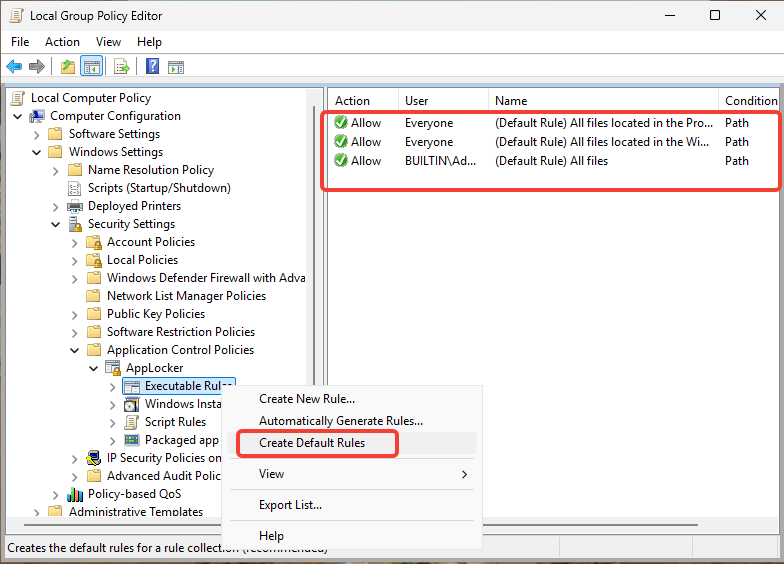 Local Group Policy Editor
File Action View Help
Local Computer Policy
Computer Configuration
Software Settings
Windows Settings
Name Resolution Policy
Scripts (Startup/Shutdown)
Deployed Printers
Security Settings
Account Policies
Local Policies
Windows Defender Firewall with Adva
Network List Manager Policies
Public Key Policies
Software Restriction Policies
Application Control Policies
AppLocker
Executable Rules
Windows Insta
Script Rules
Packaged app
IP Security Policies on
Advanced Audit Polic
Policy-based QoS
Administrative Templates
Action User Name Condition
Allow Everyone (Default Rule) All files located in the Pro... Path
Allow Everyone (Default Rule) All files located in the Wi... Path
Allow BUILTIN\Ad... (Default Rule) All files Path
Create New Rule...
Automatically Generate Rules...
Create Default Rules
View
Export List...
Help
Creates the default rules for a rule collection (recommended)